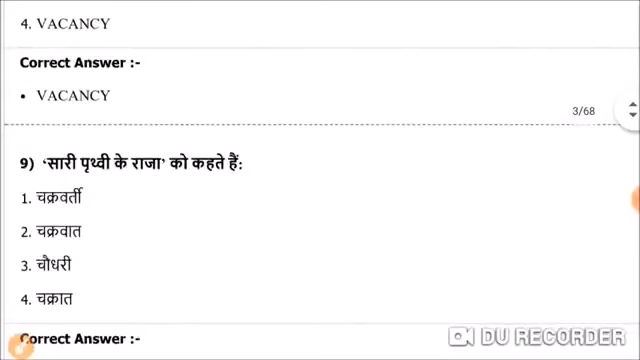 4. VACANCY
Correct Answer :-
• VACANCY
3/68
9) ‘सारी पृथ्वी के राजा’ को कहते हैं:
1. चक्रवर्ती
2. चक्रवात
3. चौधरी
4. चक्रात
Correct Answer :-
DU RECORDER